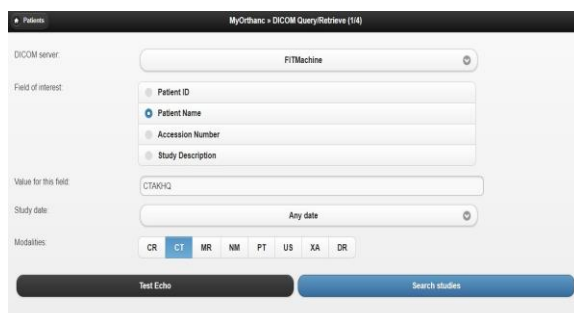 Patients
MyOrthanc » DICOM Query/Retrieve (1/4)
DICOM server:
FITMachine
Field of interest:
Patient ID
Patient Name
Accession Number
Study Description
Value for this field:
CTAKHQ
Study date:
Any date
Modalities:
CR CT MR NM PT US XA DR
Test Echo
Search studies